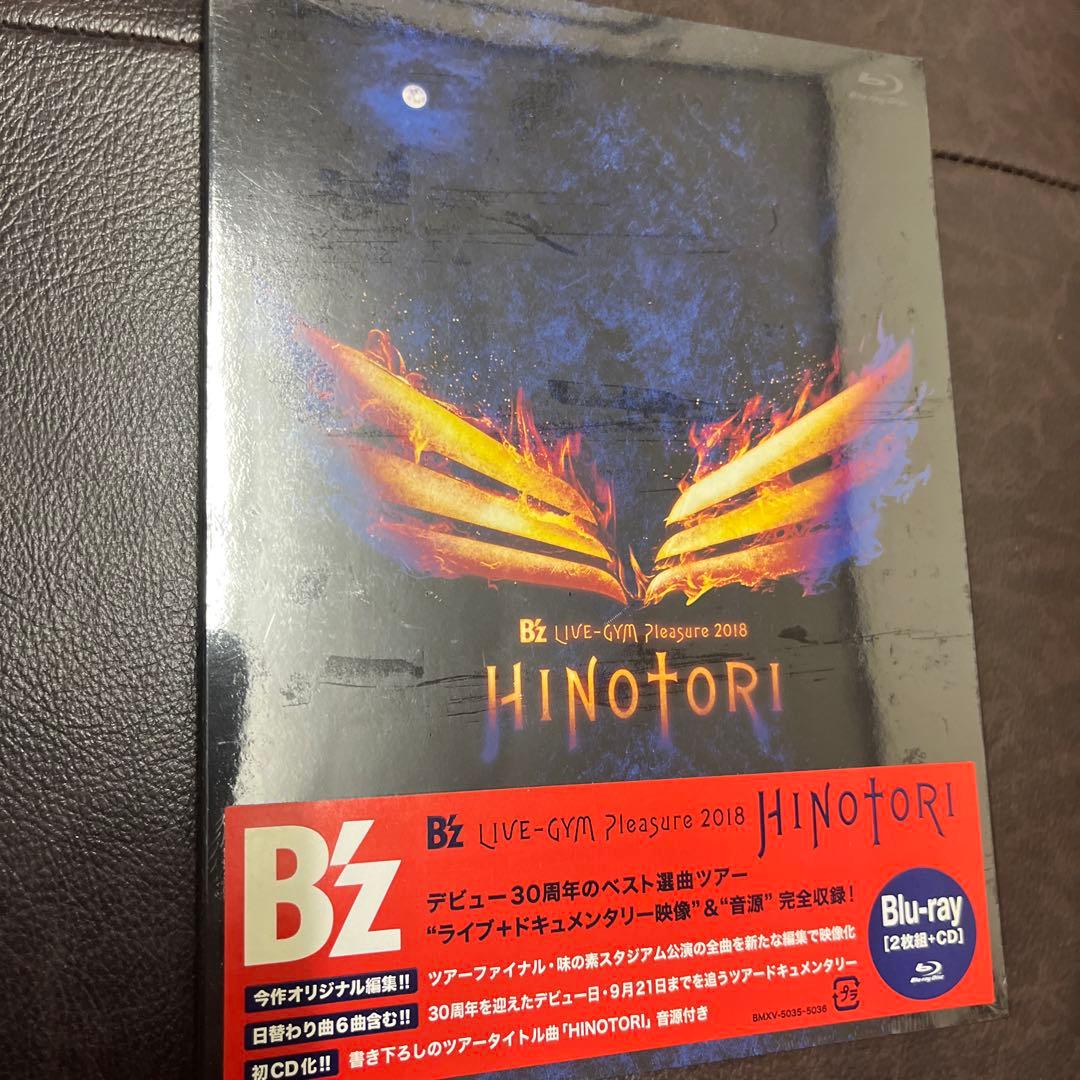 Blu-ray Disc
B'z LIVE-GYM Pleasure 2018
HINOTORI
B'z
B'z LIVE-GYM Pleasure 2018 HINOTORI
デビュー30周年のベスト選曲ツアー
“ライブ+ドキュメンタリー映像”&“音源” 完全収録!
今作オリジナル編集!! ツアーファイナル・味の素スタジアム公演の全曲を新たな編集で映像化
日替わり曲6曲含む!! 30周年を迎えたデビュー日・9月21日までを追うツアードキュメンタリー
初CD化!! 書き下ろしのツアータイトル曲「HINOTORI」音源付き
Blu-ray
[2枚組+CD]
Blu-ray Disc
プラ
BMXV-5035~5036